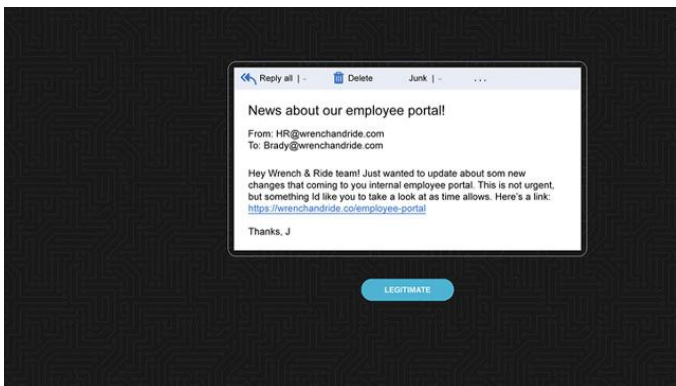 Reply all | - Delete Junk | - ...
News about our employee portal!
From: HR@wrenchandride.com
To: Brady@wrenchandride.com
Hey Wrench & Ride team! Just wanted to update about som new
changes that coming to you internal employee portal. This is not urgent,
but something Id like you to take a look at as time allows. Here's a link:
https://wrenchandride.co/employee-portal
Thanks, J
LEGITIMATE